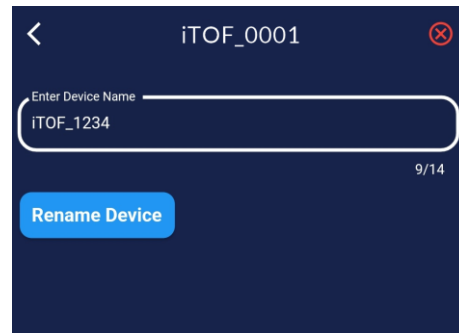 iTOF_0001
Enter Device Name
iTOF_1234
9/14
Rename Device